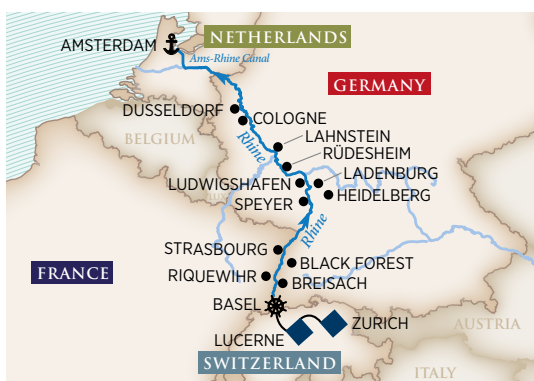 AMSTERDAM
NETHERLANDS
Ams-Rhine Canal
GERMANY
DUSSELDORF
COLOGNE
BELGIUM
Rhine
LAHNSTEIN
RÜDESHEIM
LUDWIGSHAFEN
LADENBURG
SPEYER
HEIDELBERG
Rhine
STRASBOURG
BLACK FOREST
FRANCE
RIQUEWIHR
BREISACH
BASEL
LUCERNE
ZURICH
AUSTRIA
SWITZERLAND
ITALY